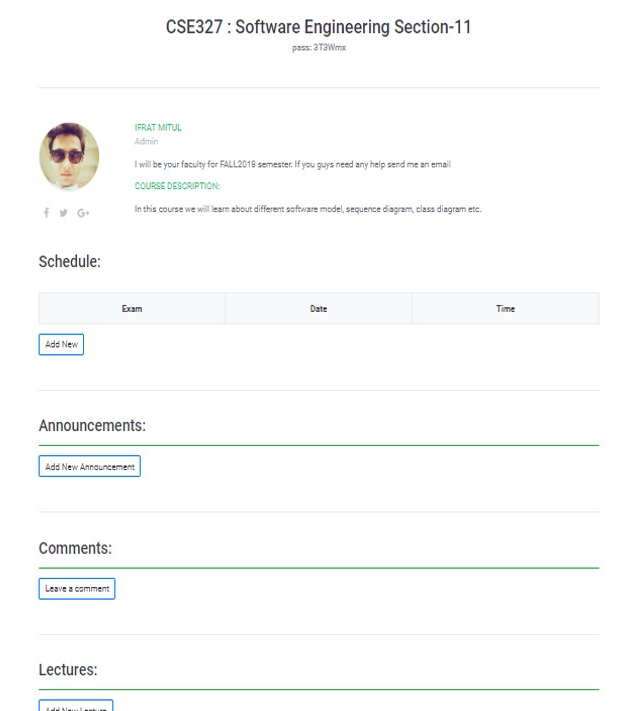 CSE327 : Software Engineering Section-11
pass: 3T3Wmx
IFRAT MITUL
Admin
I will be your faculty for FALL2018 semester. If you guys need any help send me an email
COURSE DESCRIPTION:
In this course we will learn about different software model, sequence diagram, class diagram etc.
Schedule:
Exam Date Time
Add New
Announcements:
Add New Announcement
Comments:
Leave a comment
Lectures:
Add New Lecture